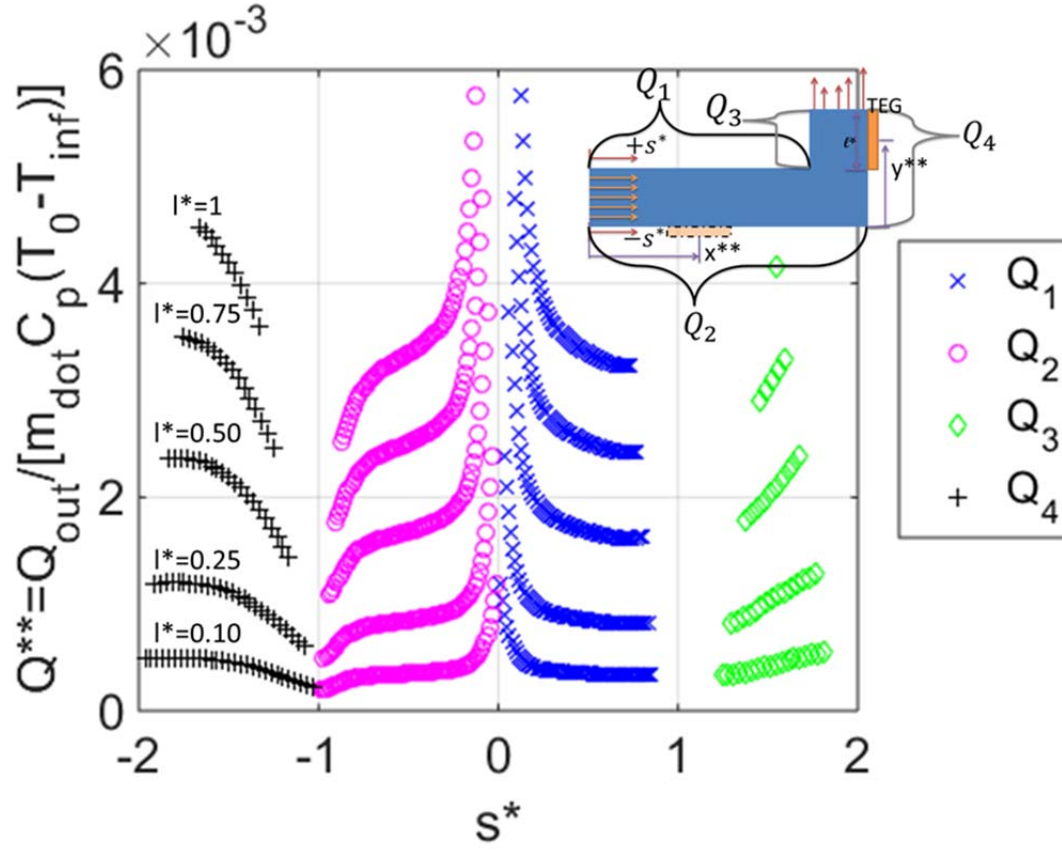 ×10⁻³
Q**=Q_out/[m_dot C_p (T_0-T_inf)]
6
4
2
0
-2
-1
0
1
2
s*
l*=1
l*=0.75
l*=0.50
l*=0.25
l*=0.10
Q₁
Q₃
TEG
Q₄
+s*
ℓ*
y**
−s*
x**
Q₂
Q₁
Q₂
Q₃
Q₄